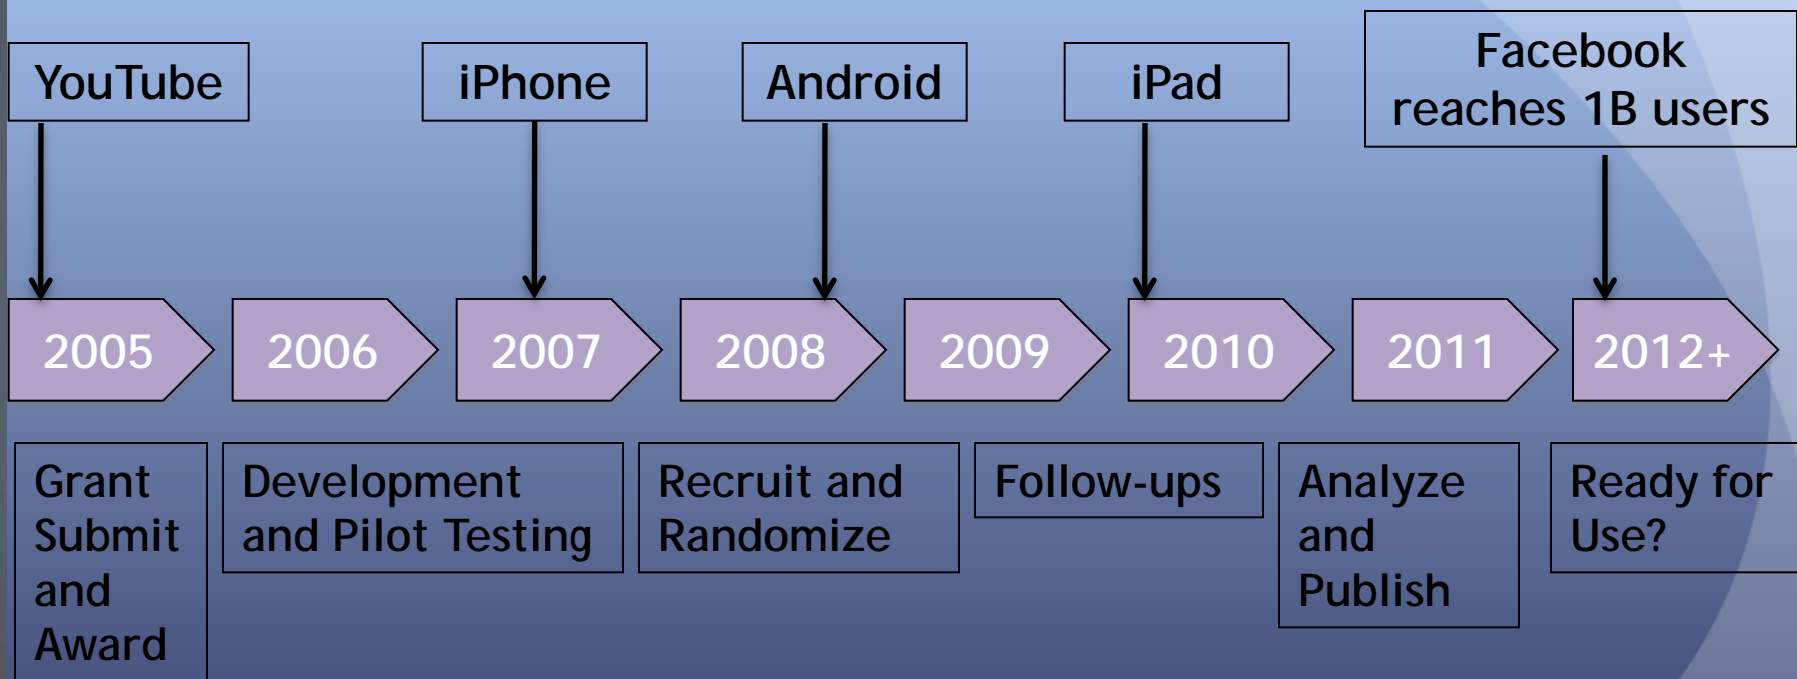 YouTube
iPhone
Android
iPad
Facebook
reaches 1B users
2005
2006
2007
2008
2009
2010
2011
2012+
Grant
Submit
and
Award
Development
and Pilot Testing
Recruit and
Randomize
Follow-ups
Analyze
and
Publish
Ready for
Use?